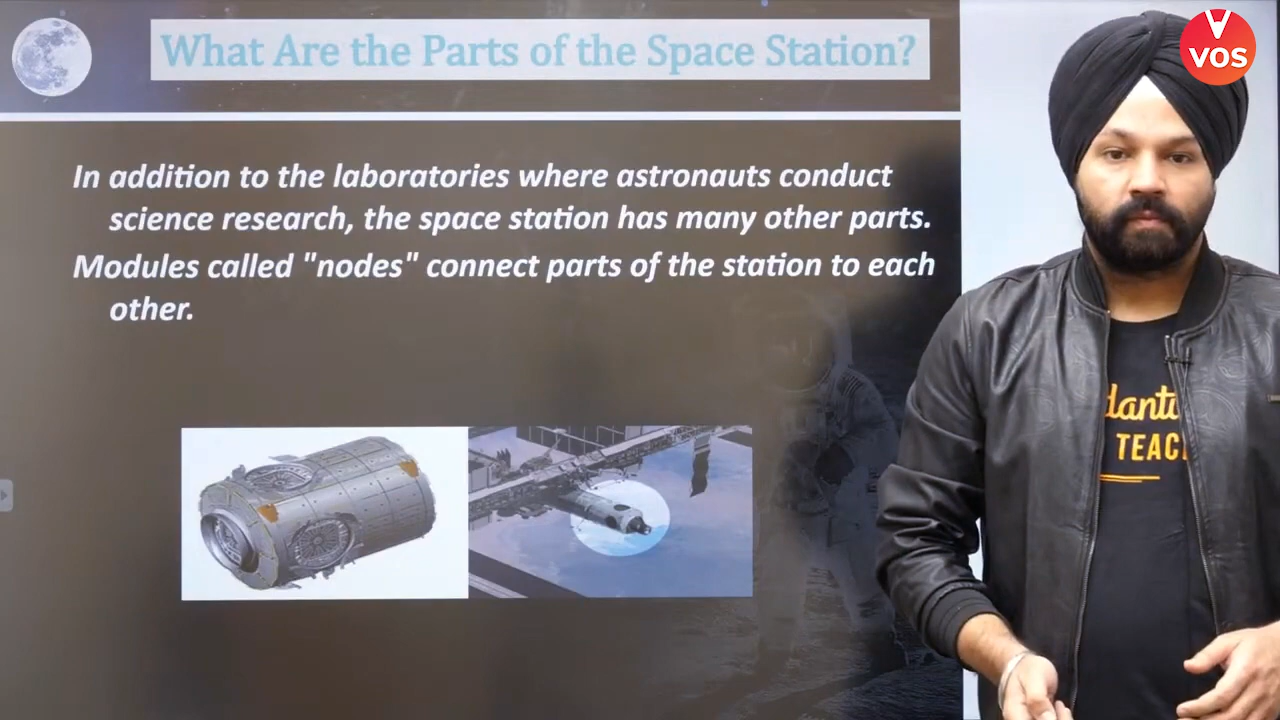 What Are the Parts of the Space Station?
In addition to the laboratories where astronauts conduct
science research, the space station has many other parts.
Modules called "nodes" connect parts of the station to each
other.
VOS